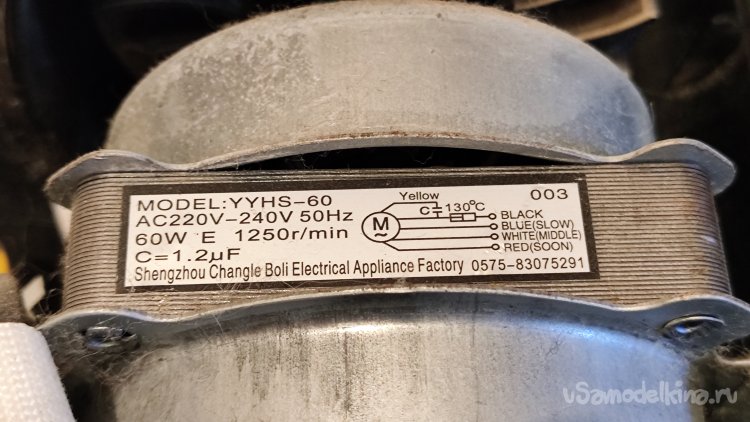 MODEL:YYHS-60
AC220V-240V 50Hz
60W E 1250r/min
C=1.2μF
Yellow
C 130°C
003
M
BLACK
BLUE(SLOW)
WHITE(MIDDLE)
RED(SOON)
Shengzhou Changle Boli Electrical Appliance Factory 0575-83075291
vSamodelkina.ru